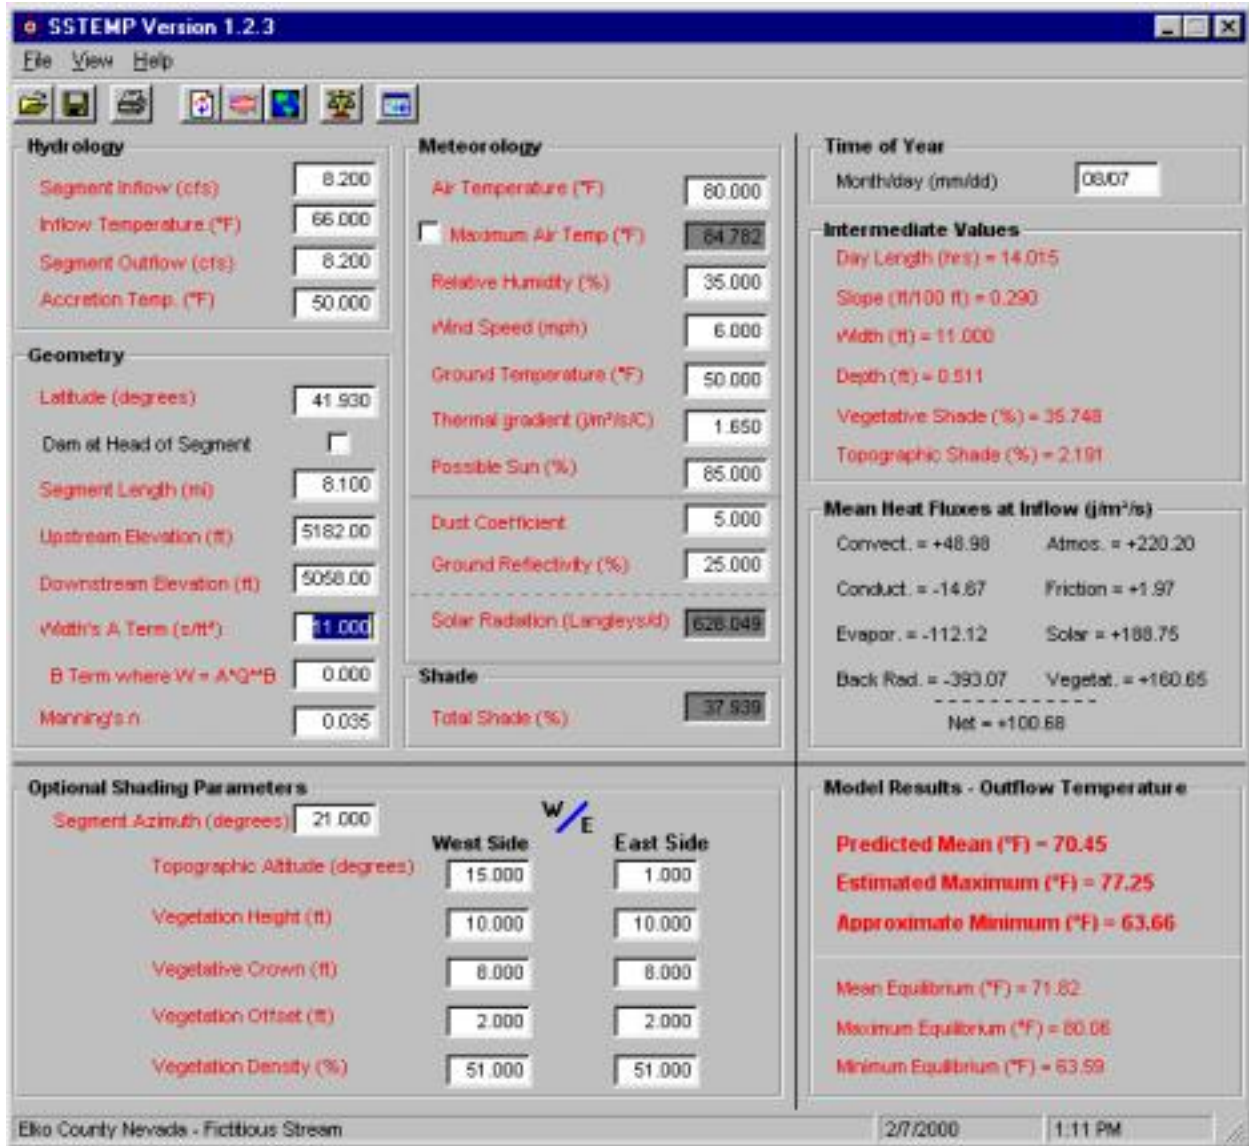 SSTEMP Version 1.2.3
File View Help
Hydrology
Segment Inflow (cfs) 8.200
Inflow Temperature (°F) 66.000
Segment Outflow (cfs) 8.200
Accretion Temp. (°F) 50.000
Geometry
Latitude (degrees) 41.930
Dam at Head of Segment
Segment Length (mi) 8.100
Upstream Elevation (ft) 5182.00
Downstream Elevation (ft) 5058.00
Width's A Term (s/ft²) 11.000
B Term where W = A*Q**B 0.000
Manning's n 0.035
Meteorology
Air Temperature (°F) 80.000
Maximum Air Temp (°F) 84.782
Relative Humidity (%) 35.000
Wind Speed (mph) 6.000
Ground Temperature (°F) 50.000
Thermal gradient (j/m²/s/C) 1.650
Possible Sun (%) 85.000
Dust Coefficient 5.000
Ground Reflectivity (%) 25.000
Solar Radiation (Langleys/d) 628.049
Shade
Total Shade (%) 37.939
Time of Year
Month/day (mm/dd) 08/07
Intermediate Values
Day Length (hrs) = 14.015
Slope (ft/100 ft) = 0.290
Width (ft) = 11.000
Depth (ft) = 0.511
Vegetative Shade (%) = 35.748
Topographic Shade (%) = 2.191
Mean Heat Fluxes at Inflow (j/m²/s)
Convect. = +48.98 Atmos. = +220.20
Conduct. = -14.67 Friction = +1.97
Evapor. = -112.12 Solar = +188.75
Back Rad. = -393.07 Vegetat. = +160.65
Net = +100.68
Optional Shading Parameters
Segment Azimuth (degrees) 21.000
W/E
West Side East Side
Topographic Altitude (degrees) 15.000 1.000
Vegetation Height (ft) 10.000 10.000
Vegetative Crown (ft) 8.000 8.000
Vegetation Offset (ft) 2.000 2.000
Vegetation Density (%) 51.000 51.000
Model Results - Outflow Temperature
Predicted Mean (°F) = 70.45
Estimated Maximum (°F) = 77.25
Approximate Minimum (°F) = 63.66
Mean Equilibrium (°F) = 71.82
Maximum Equilibrium (°F) = 80.06
Minimum Equilibrium (°F) = 63.59
Elko County Nevada - Fictitious Stream 2/7/2000 1:11 PM